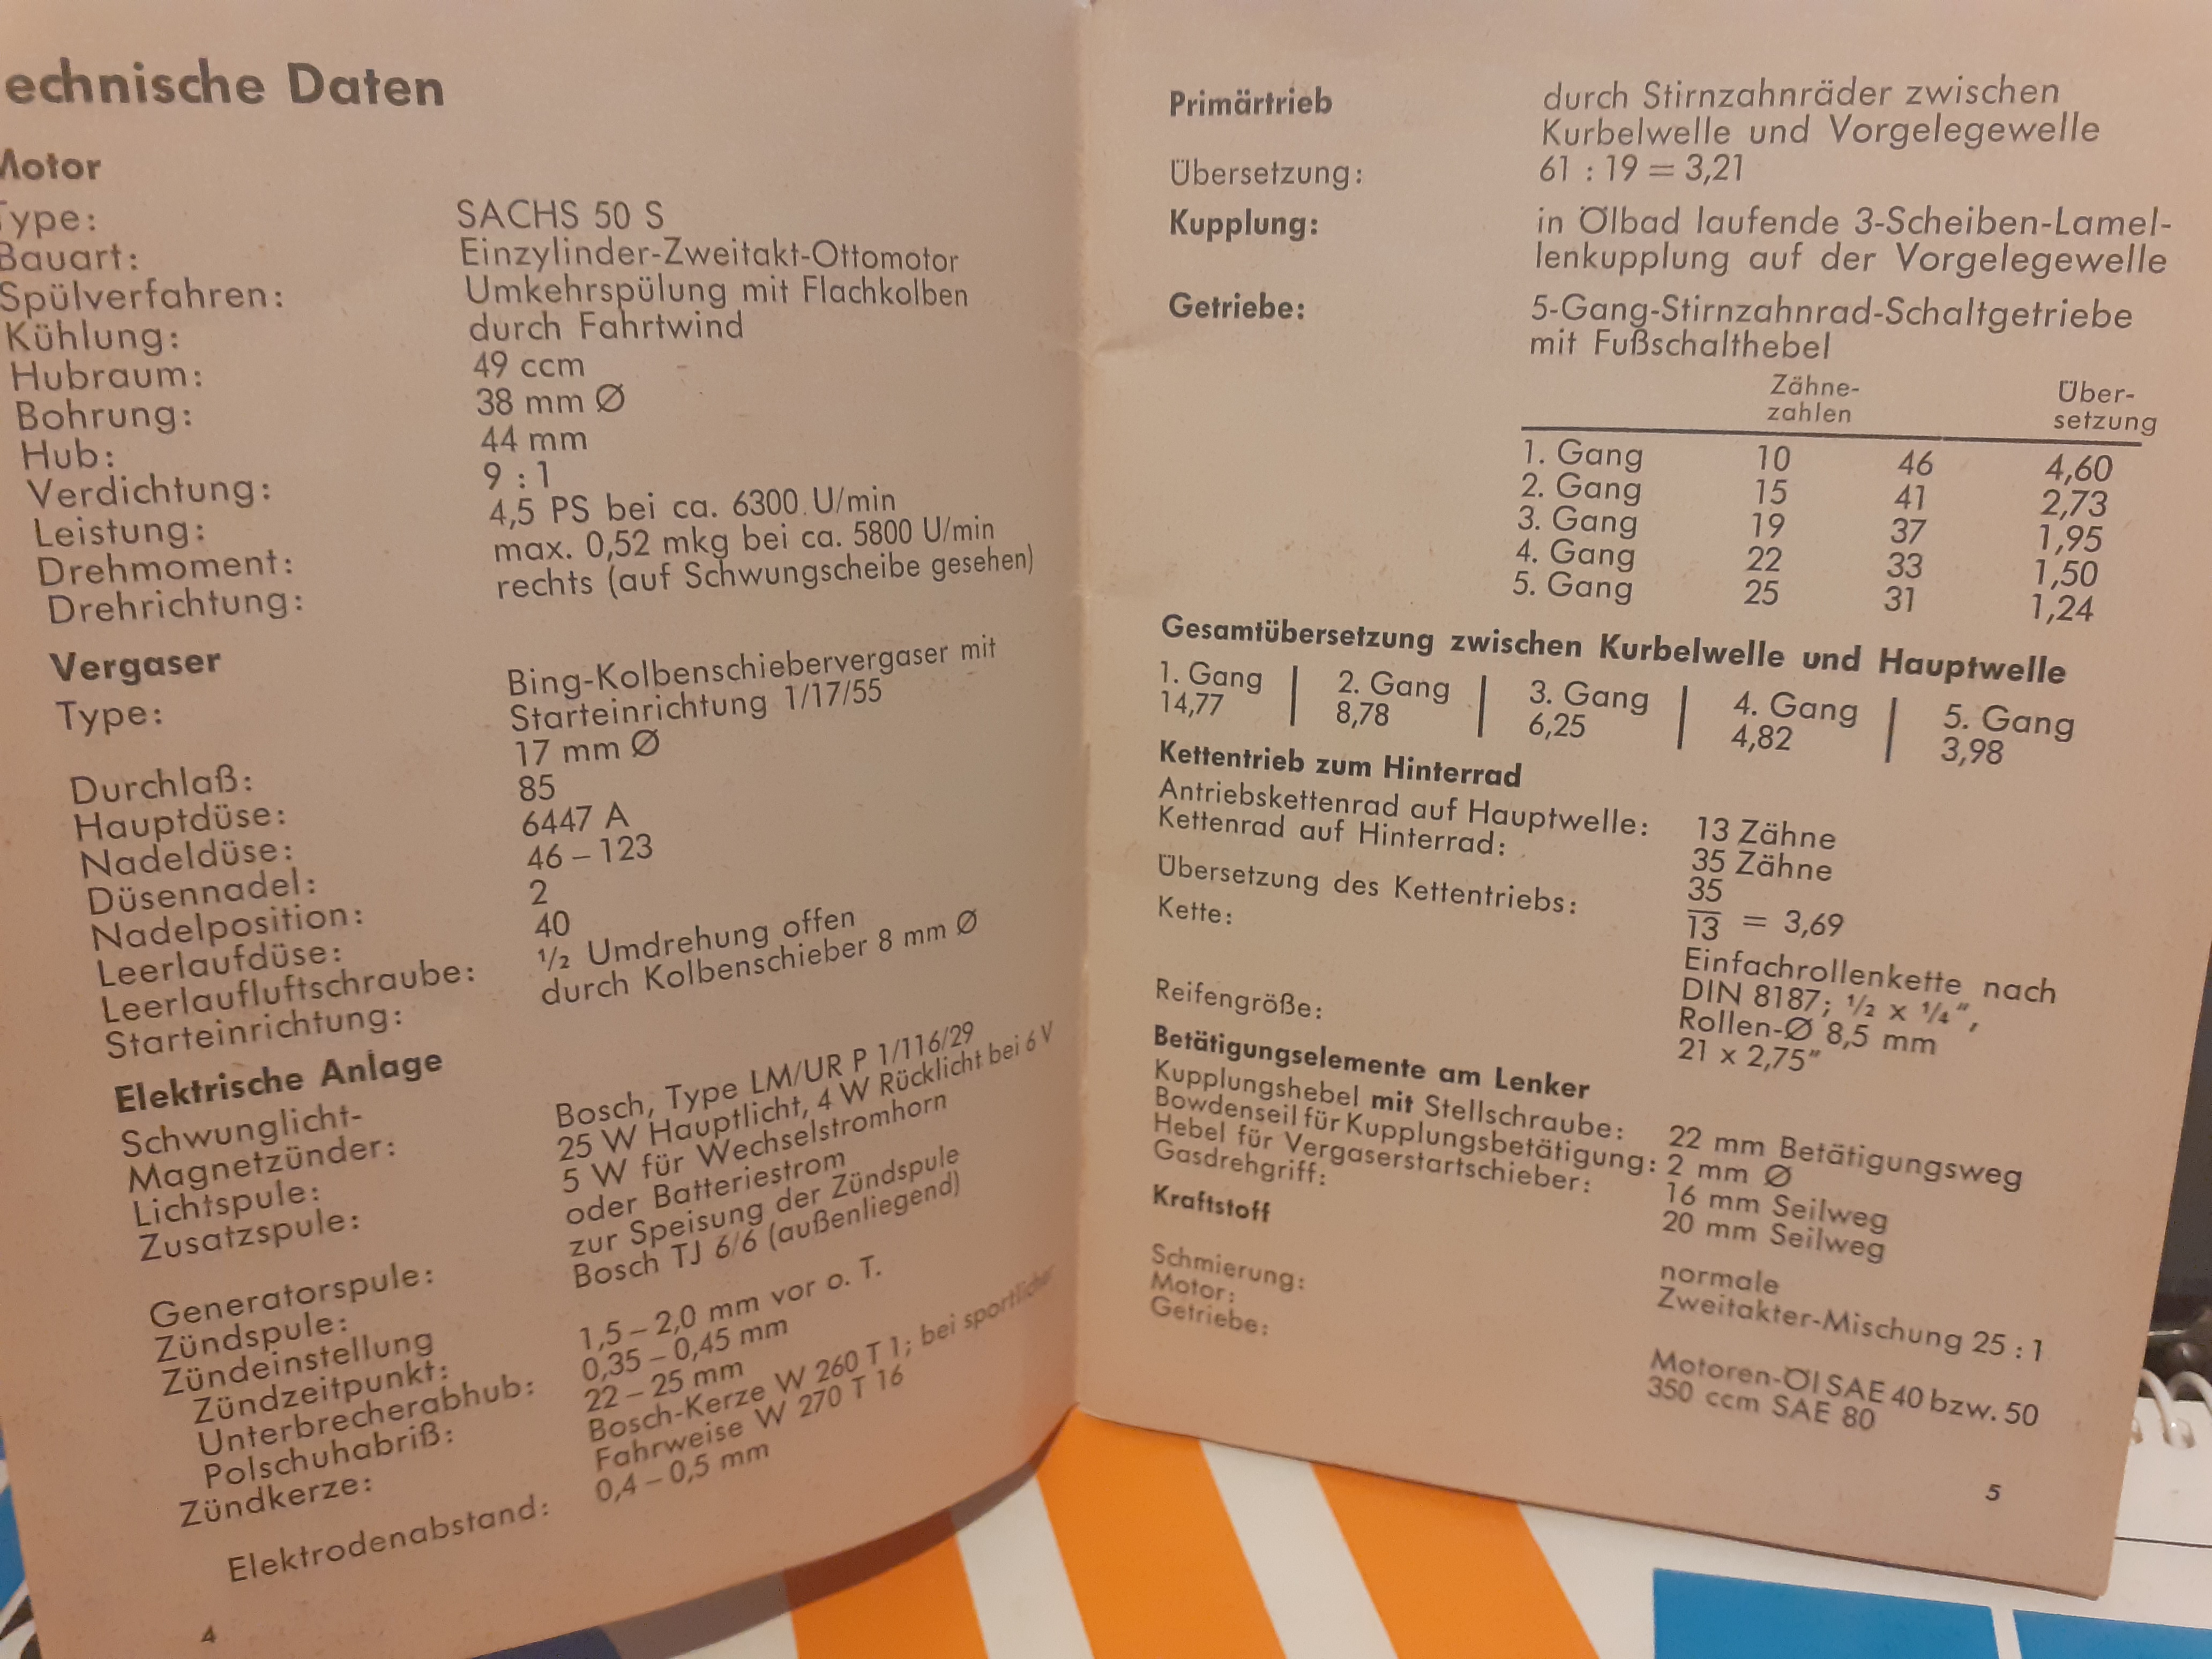 echnische Daten
Motor
Type: SACHS 50 S
Bauart: Einzylinder-Zweitakt-Ottomotor
Spülverfahren: Umkehrspülung mit Flachkolben
Kühlung: durch Fahrtwind
Hubraum: 49 ccm
Bohrung: 38 mm Ø
Hub: 44 mm
Verdichtung: 9 : 1
Leistung: 4,5 PS bei ca. 6300 U/min
Drehmoment: max. 0,52 mkg bei ca. 5800 U/min
Drehrichtung: rechts (auf Schwungscheibe gesehen)
Vergaser
Type: Bing-Kolbenschiebervergaser mit
Starteinrichtung 1/17/55
Durchlaß: 17 mm Ø
Hauptdüse: 85
Nadeldüse: 6447 A
Düsennadel: 46 – 123
Nadelposition: 2
Leerlaufdüse: 40
Leerlaufluftschraube: 1/2 Umdrehung offen
Starteinrichtung: durch Kolbenschieber 8 mm Ø
Elektrische Anlage
Schwunglicht-
Magnetzünder: Bosch, Type LM/UR P 1/116/29
Lichtspule: 25 W Hauptlicht, 4 W Rücklicht bei 6 V
Zusatzspule: 5 W für Wechselstromhorn
oder Batteriestrom
Generatorspule: zur Speisung der Zündspule
Zündspule: Bosch TJ 6/6 (außenliegend)
Zündeinstellung
Zündzeitpunkt: 1,5 – 2,0 mm vor o. T.
Unterbrecherabhub: 0,35 – 0,45 mm
Polschuhabriß: 22 – 25 mm
Zündkerze: Bosch-Kerze W 260 T 1; bei sportlicher
Fahrweise W 270 T 16
Elektrodenabstand: 0,4 – 0,5 mm
4
Primärtrieb durch Stirnzahnräder zwischen
Kurbelwelle und Vorgelegewelle
Übersetzung: 61 : 19 = 3,21
Kupplung: in Ölbad laufende 3-Scheiben-Lamel-
lenkupplung auf der Vorgelegewelle
Getriebe: 5-Gang-Stirnzahnrad-Schaltgetriebe
mit Fußschalthebel
Zähne- Über-
zahlen setzung
1. Gang 10 46 4,60
2. Gang 15 41 2,73
3. Gang 19 37 1,95
4. Gang 22 33 1,50
5. Gang 25 31 1,24
Gesamtübersetzung zwischen Kurbelwelle und Hauptwelle
1. Gang | 2. Gang | 3. Gang | 4. Gang | 5. Gang
14,77 | 8,78 | 6,25 | 4,82 | 3,98
Kettentrieb zum Hinterrad
Antriebskettenrad auf Hauptwelle: 13 Zähne
Kettenrad auf Hinterrad: 35 Zähne
Übersetzung des Kettentriebs: 35
13 = 3,69
Kette: Einfachrollenkette nach
DIN 8187; 1/2 x 1/4",
Rollen-Ø 8,5 mm
Reifengröße: 21 x 2,75"
Betätigungselemente am Lenker
Kupplungshebel mit Stellschraube: 22 mm Betätigungsweg
Bowdenseil für Kupplungsbetätigung: 2 mm Ø
Hebel für Vergaserstartschieber: 16 mm Seilweg
Gasdrehgriff: 20 mm Seilweg
Kraftstoff normale
Zweitakter-Mischung 25 : 1
Schmierung:
Motor: Motoren-Öl SAE 40 bzw. 50
Getriebe: 350 ccm SAE 80
5